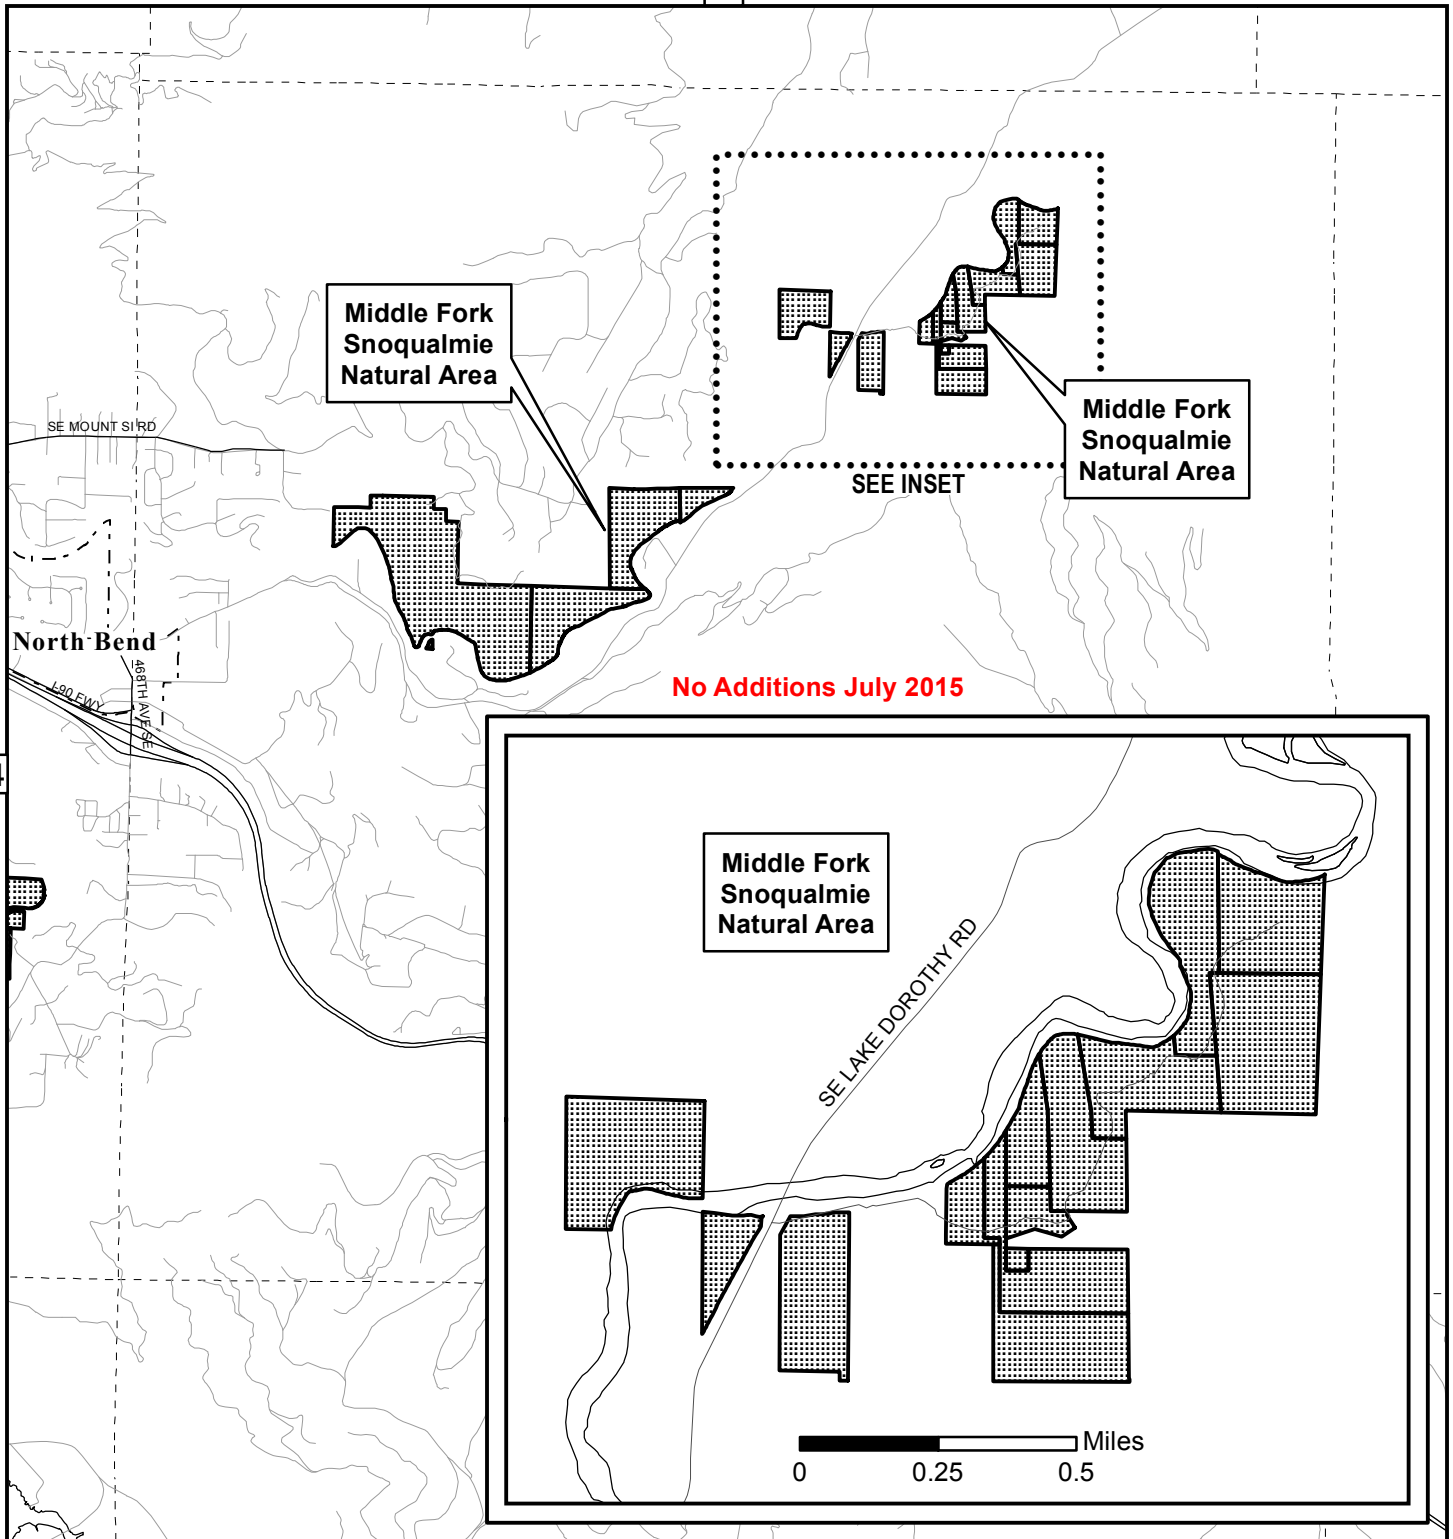 Middle Fork
Snoqualmie
Natural Area
Middle Fork
Snoqualmie
Natural Area
SE MOUNT SI RD
SEE INSET
North Bend
I-90 FWY
468TH AVE SE
No Additions July 2015
Middle Fork
Snoqualmie
Natural Area
SE LAKE DOROTHY RD
Miles
0 0.25 0.5